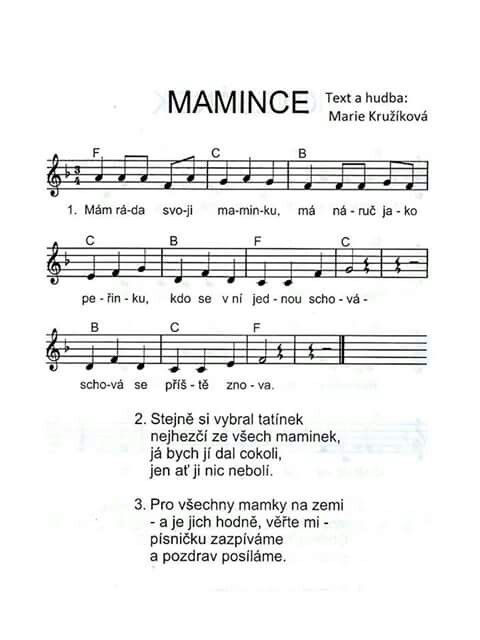 MAMINCE
Text a hudba:
Marie Kružíková
F C B
3
4
1. Mám rá-da svo-ji ma-min-ku, má ná-ruč ja-ko
C B F C
pe-řin-ku, kdo se v ní jed-nou scho-vá-
B C F
schová se příš-tě zno-va.
2. Stejně si vybral tatínek
nejhezčí ze všech maminek,
já bych jí dal cokoli,
jen ať ji nic nebolí.
3. Pro všechny mamky na zemi
- a je jich hodně, věřte mi -
písničku zazpíváme
a pozdrav posíláme.